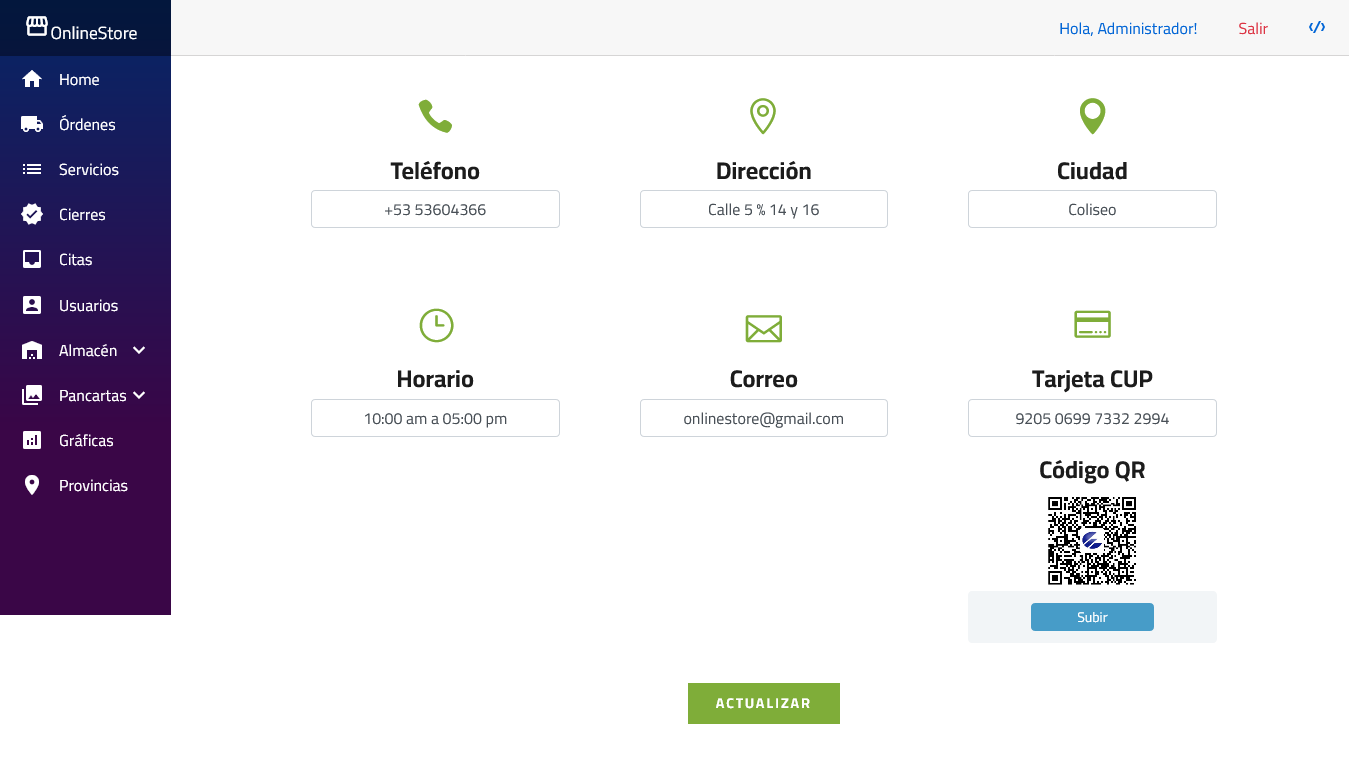 OnlineStore
Hola, Administrador!
Salir
Home
Órdenes
Servicios
Cierres
Citas
Usuarios
Almacén
Pancartas
Gráficas
Provincias
Teléfono
+53 53604366
Dirección
Calle 5 % 14 y 16
Ciudad
Coliseo
Horario
10:00 am a 05:00 pm
Correo
onlinestore@gmail.com
Tarjeta CUP
9205 0699 7332 2994
Código QR
Subir
ACTUALIZAR